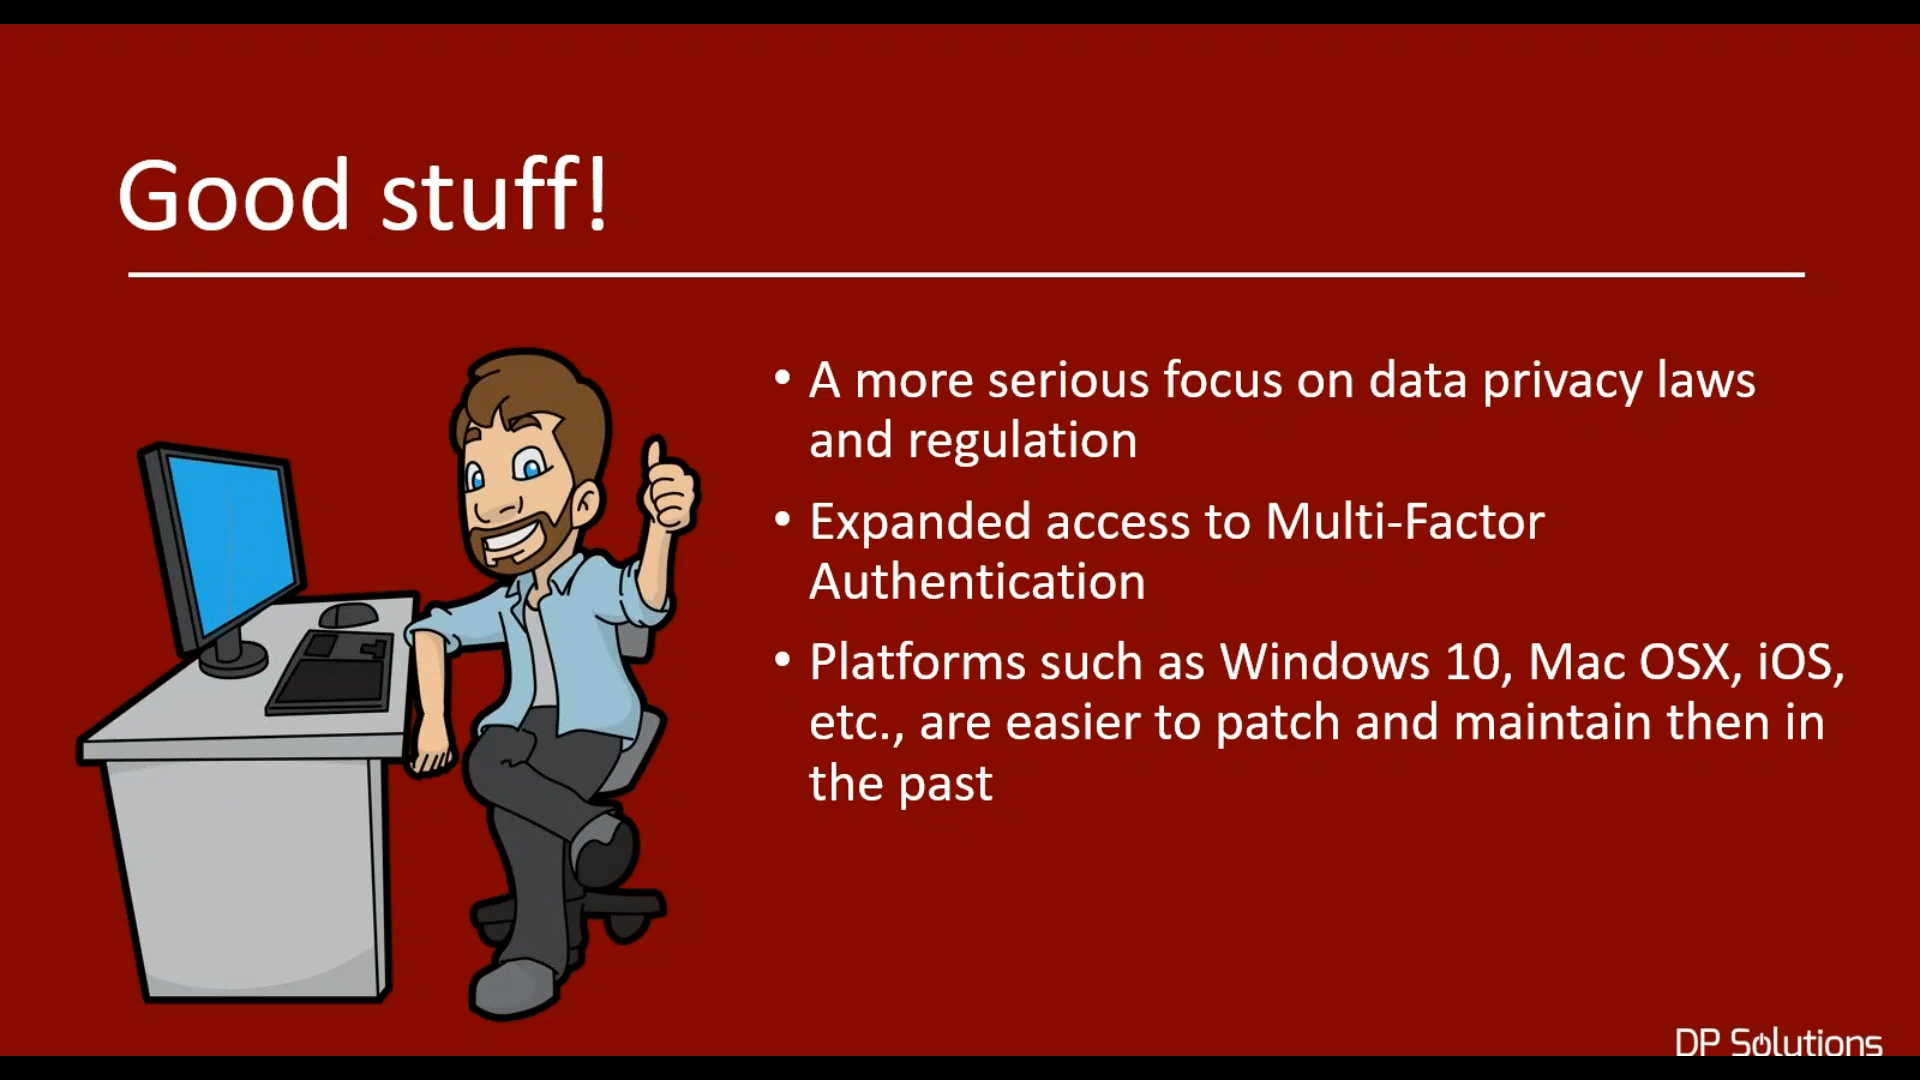 Good stuff!
• A more serious focus on data privacy laws
and regulation
• Expanded access to Multi-Factor
Authentication
• Platforms such as Windows 10, Mac OSX, iOS,
etc., are easier to patch and maintain then in
the past
DP Solutions